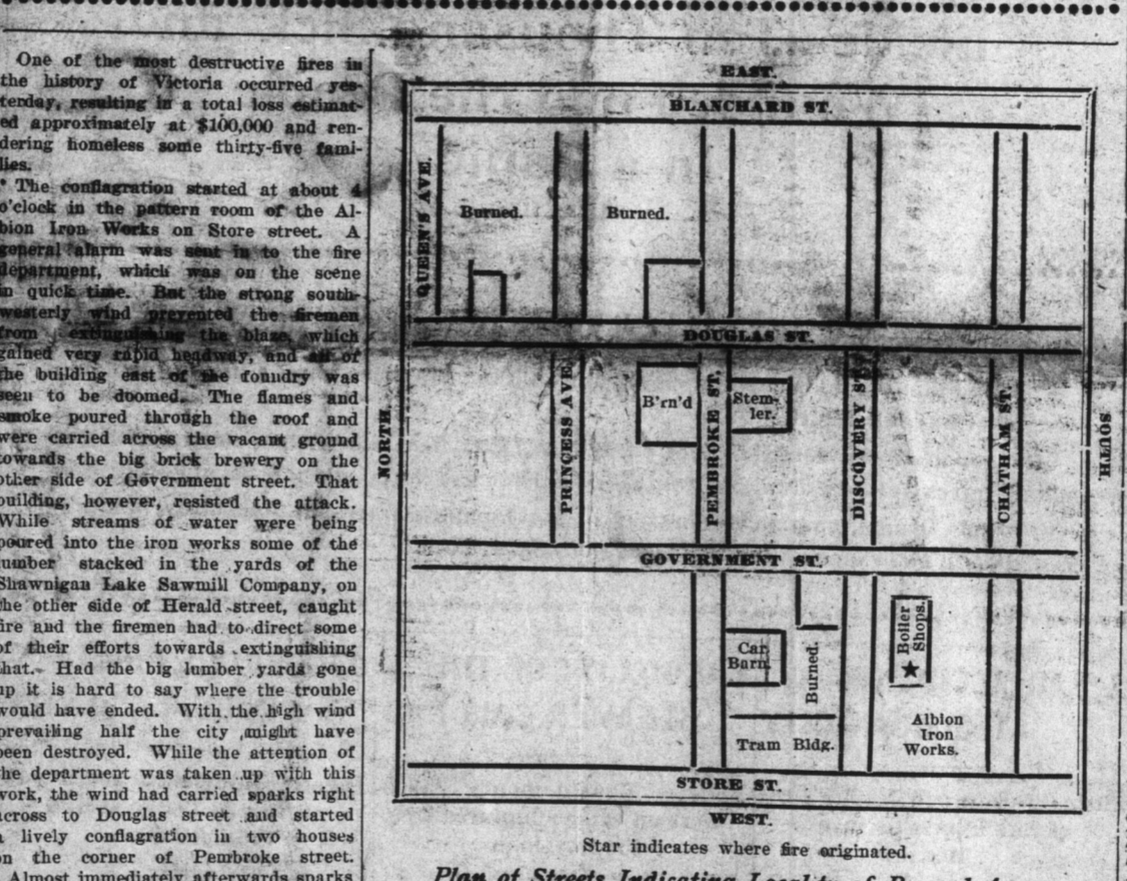 One of the most destructive fires in
the history of Victoria occurred yes-
terday, resulting in a total loss estimat-
ed approximately at $100,000 and ren-
dering homeless some thirty-five fami-
lies.
The conflagration started at about 4
o'clock in the pattern room of the Al-
bion Iron Works on Store street. A
general alarm was sent in to the fire
department, which was on the scene
in quick time. But the strong south-
westerly wind prevented the firemen
from extinguishing the blaze, which
gained very rapid headway, and all of
the building east of the foundry was
seen to be doomed. The flames and
smoke poured through the roof and
were carried across the vacant ground
towards the big brick brewery on the
other side of Government street. That
building, however, resisted the attack.
While streams of water were being
poured into the iron works some of the
lumber stacked in the yards of the
Shawnigan Lake Sawmill Company, on
the other side of Herald street, caught
fire and the firemen had to direct some
of their efforts towards extinguishing
that. Had the big lumber yards gone
up it is hard to say where the trouble
would have ended. With the high wind
prevailing half the city might have
been destroyed. While the attention of
the department was taken up with this
work, the wind had carried sparks right
across to Douglas street and started
a lively conflagration in two houses
on the corner of Pembroke street.
Almost immediately afterwards sparks
EAST.
BLANCHARD ST.
QUEEN'S AVE.
Burned.
Burned.
DOUGLAS ST.
NORTH
PRINCESS AVE.
B'rn'd
PEMBROKE ST.
Stem-
ler.
DISCOVERY ST.
CHATHAM ST.
SOUTH.
GOVERNMENT ST.
Car
Barn.
Burned.
Boiler
Shops.
★
Tram Bldg.
Albion
Iron
Works.
STORE ST.
WEST.
Star indicates where fire originated.
Plan of Streets Indicating Locality of